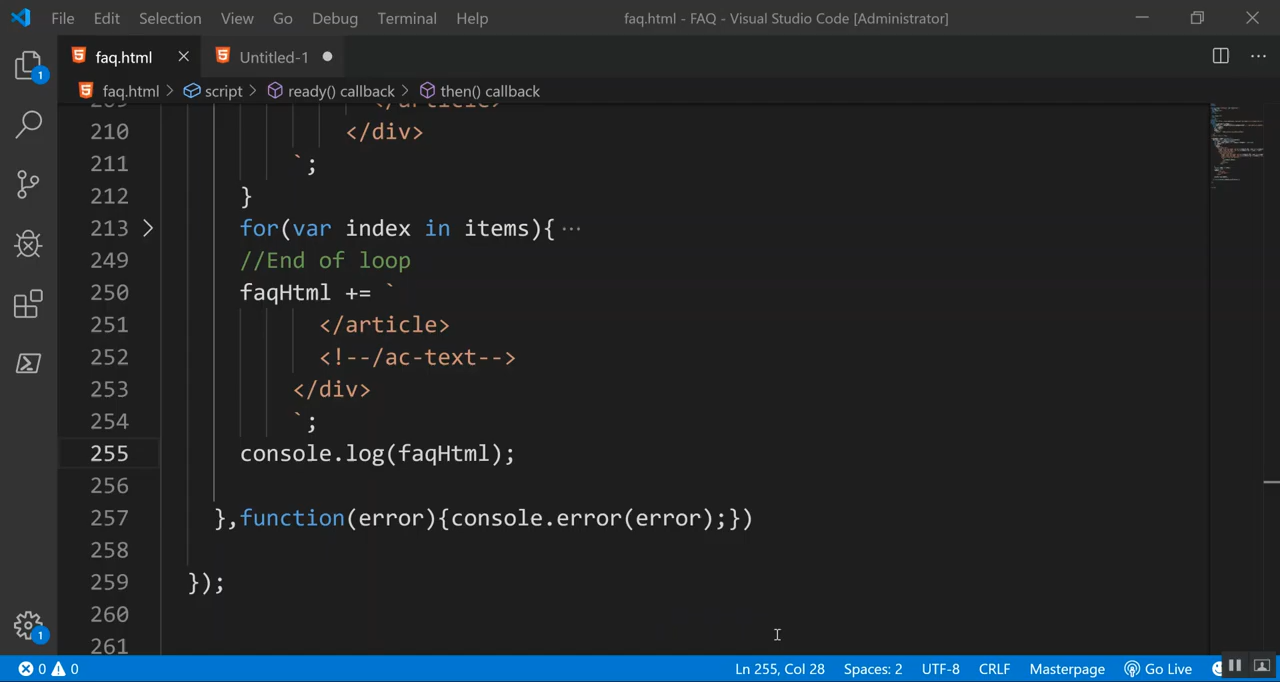 File Edit Selection View Go Debug Terminal Help faq.html - FAQ - Visual Studio Code [Administrator]
faq.html Untitled-1
faq.html > script > ready() callback > then() callback
209 </article>
210 </div>
211 `;
212 }
213 for(var index in items){···
249 //End of loop
250 faqHtml += `
251 </article>
252 <!--/ac-text-->
253 </div>
254 `;
255 console.log(faqHtml);
256
257 },function(error){console.error(error);})
258
259 });
260
261
1
1
0 0 Ln 255, Col 28 Spaces: 2 UTF-8 CRLF Masterpage Go Live